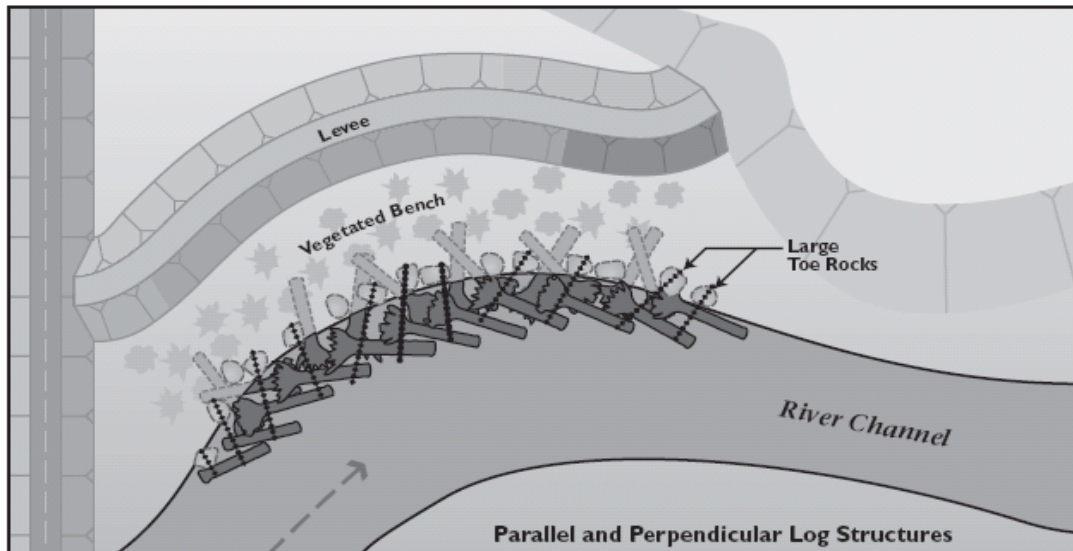 Levee
Vegetated Bench
Large
Toe Rocks
River Channel
Parallel and Perpendicular Log Structures